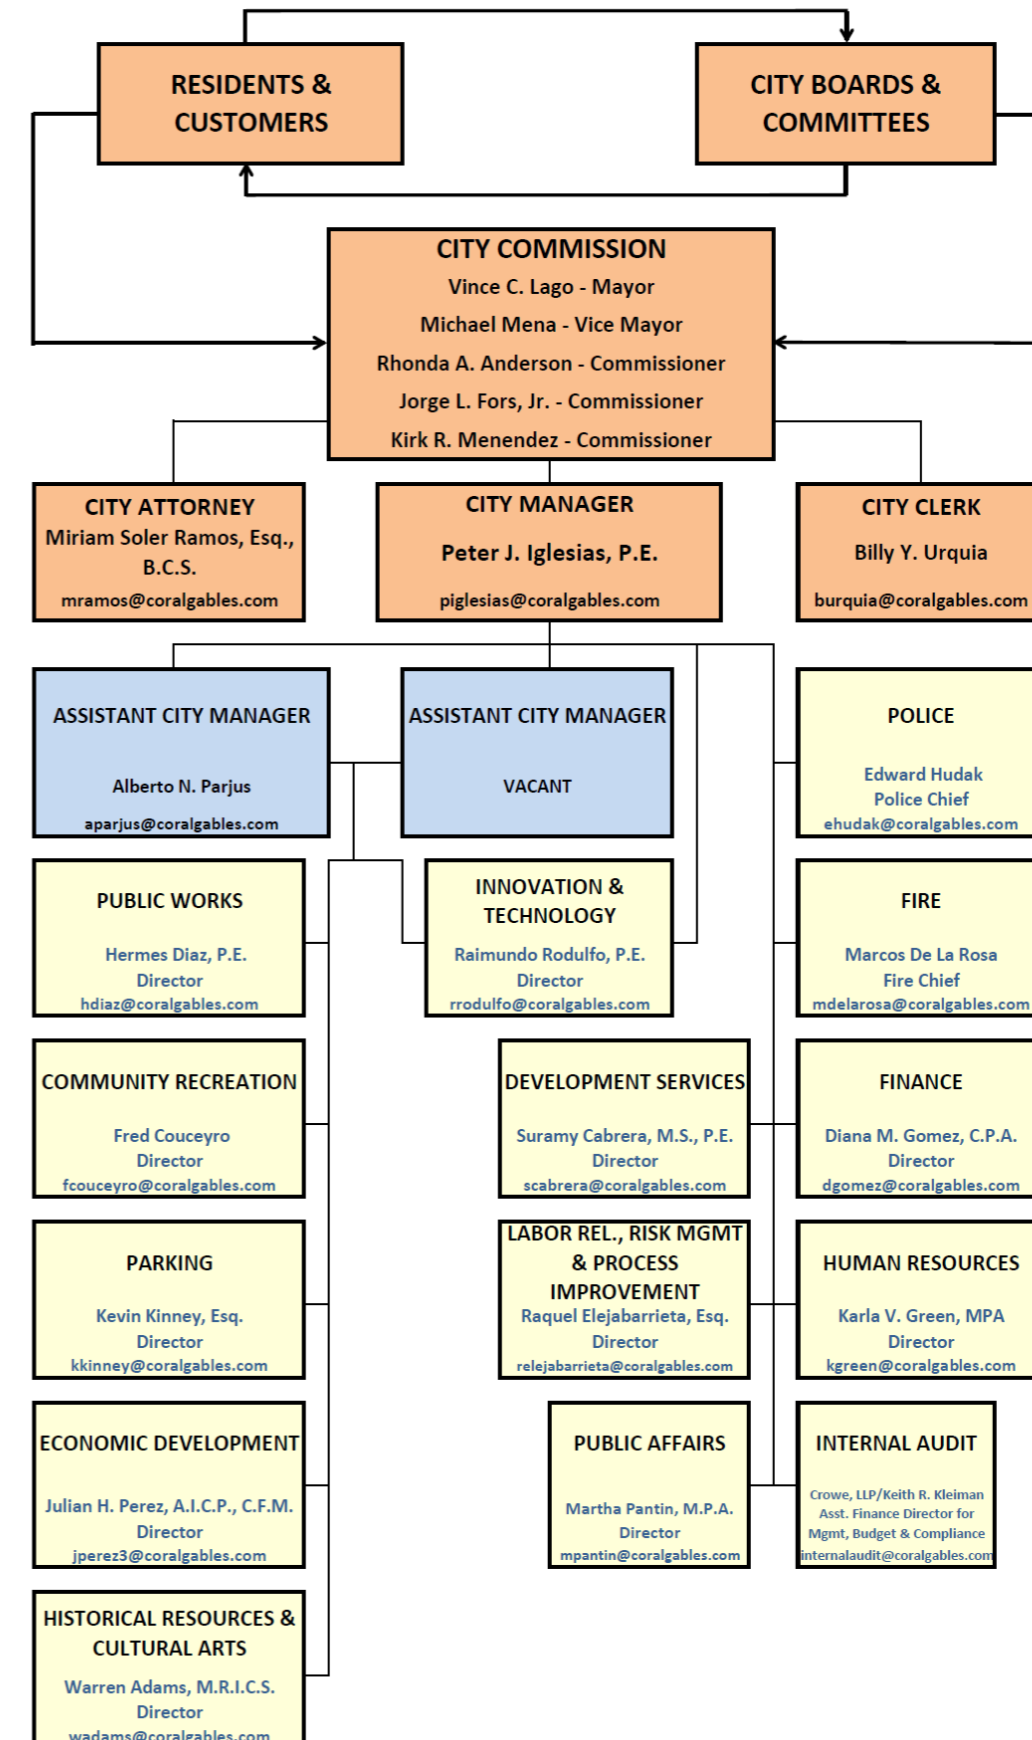 RESIDENTS &
CUSTOMERS
CITY BOARDS &
COMMITTEES
CITY COMMISSION
Vince C. Lago - Mayor
Michael Mena - Vice Mayor
Rhonda A. Anderson - Commissioner
Jorge L. Fors, Jr. - Commissioner
Kirk R. Menendez - Commissioner
CITY ATTORNEY
Miriam Soler Ramos, Esq.,
B.C.S.
mramos@coralgables.com
CITY MANAGER
Peter J. Iglesias, P.E.
piglesias@coralgables.com
CITY CLERK
Billy Y. Urquia
burquia@coralgables.com
ASSISTANT CITY MANAGER
Alberto N. Parjus
aparjus@coralgables.com
ASSISTANT CITY MANAGER
VACANT
POLICE
Edward Hudak
Police Chief
ehudak@coralgables.com
PUBLIC WORKS
Hermes Diaz, P.E.
Director
hdiaz@coralgables.com
INNOVATION &
TECHNOLOGY
Raimundo Rodulfo, P.E.
Director
rrodulfo@coralgables.com
FIRE
Marcos De La Rosa
Fire Chief
mdelarosa@coralgables.com
COMMUNITY RECREATION
Fred Couceyro
Director
fcouceyro@coralgables.com
DEVELOPMENT SERVICES
Suramy Cabrera, M.S., P.E.
Director
scabrera@coralgables.com
FINANCE
Diana M. Gomez, C.P.A.
Director
dgomez@coralgables.com
PARKING
Kevin Kinney, Esq.
Director
kkinney@coralgables.com
LABOR REL., RISK MGMT
& PROCESS
IMPROVEMENT
Raquel Elejabarrieta, Esq.
Director
relejabarrieta@coralgables.com
HUMAN RESOURCES
Karla V. Green, MPA
Director
kgreen@coralgables.com
ECONOMIC DEVELOPMENT
Julian H. Perez, A.I.C.P., C.F.M.
Director
jperez3@coralgables.com
PUBLIC AFFAIRS
Martha Pantin, M.P.A.
Director
mpantin@coralgables.com
INTERNAL AUDIT
Crowe, LLP/Keith R. Kleiman
Asst. Finance Director for
Mgmt, Budget & Compliance
internalaudit@coralgables.com
HISTORICAL RESOURCES &
CULTURAL ARTS
Warren Adams, M.R.I.C.S.
Director
wadams@coralgables.com